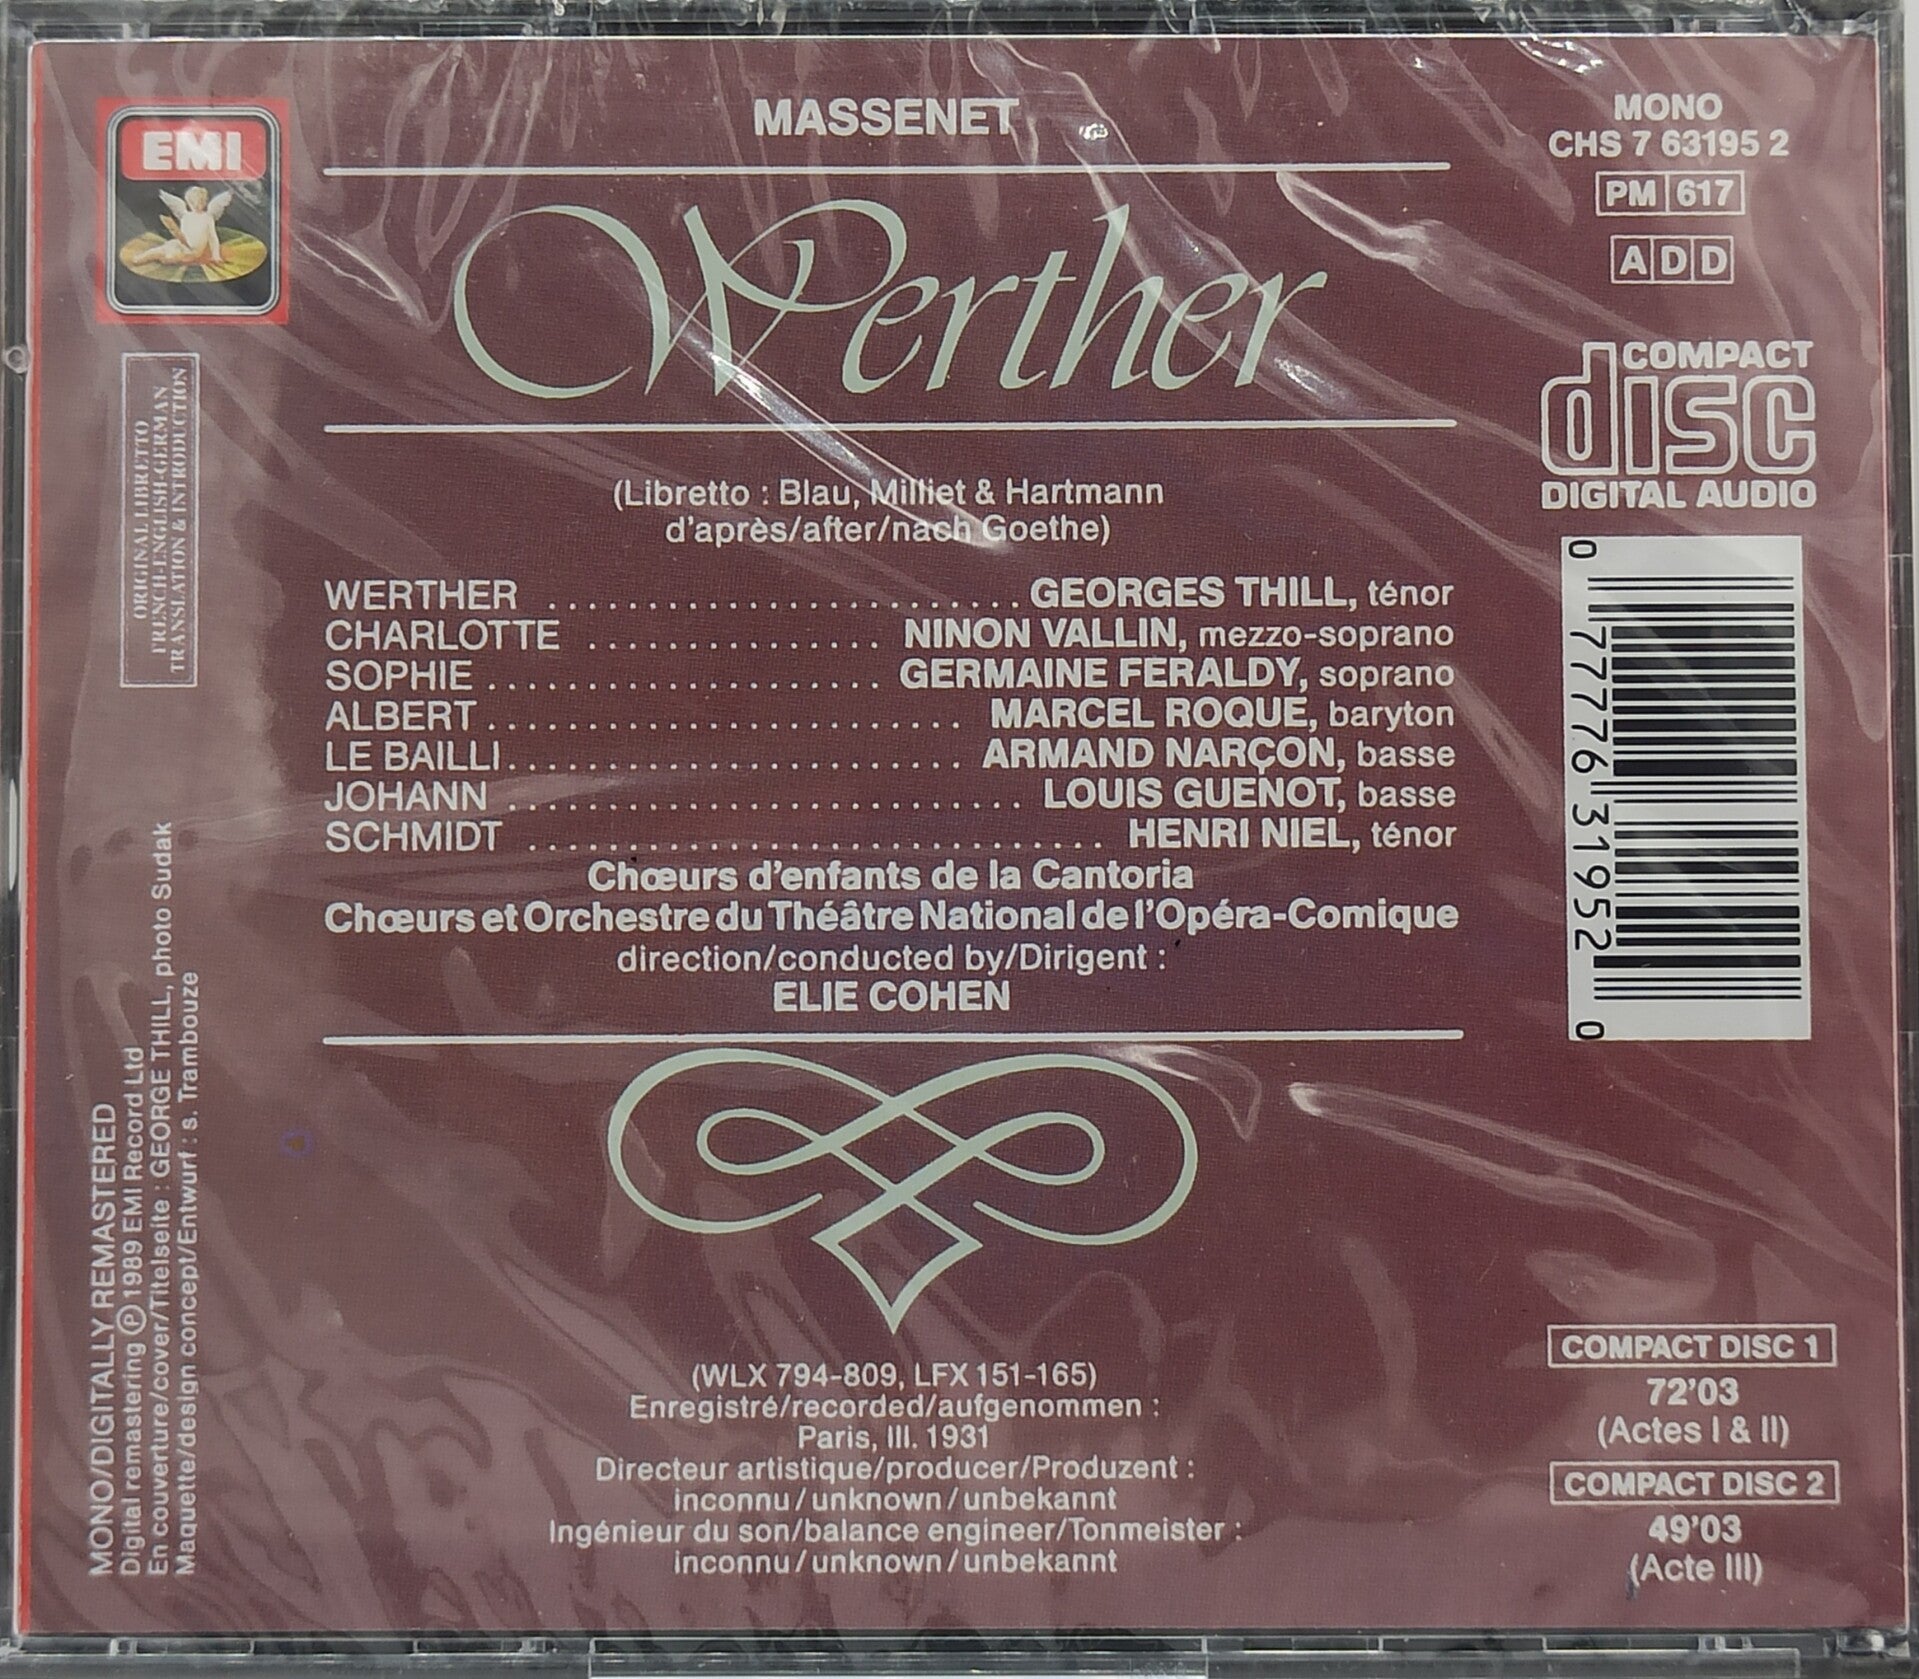 MASSENET
Werther
(Libretto : Blau, Milliet & Hartmann
d'après/after/nach Goethe)
WERTHER ........................ GEORGES THILL, ténor
CHARLOTTE ............... NINON VALLIN, mezzo-soprano
SOPHIE .................... GERMAINE FERALDY, soprano
ALBERT ........................ MARCEL ROQUE, baryton
LE BAILLI ....................... ARMAND NARÇON, basse
JOHANN .......................... LOUIS GUENOT, basse
SCHMIDT ............................. HENRI NIEL, ténor
Chœurs d'enfants de la Cantoria
Chœurs et Orchestre du Théâtre National de l'Opéra-Comique
direction/conducted by/Dirigent :
ELIE COHEN
(WLX 794-809, LFX 151-165)
Enregistré/recorded/aufgenommen :
Paris, III. 1931
Directeur artistique/producer/Produzent :
inconnu/unknown/unbekannt
Ingénieur du son/balance engineer/Tonmeister :
inconnu/unknown/unbekannt
MONO
CHS 7 63195 2
PM 617
ADD
COMPACT
disc
DIGITAL AUDIO
0 77776 31952 0
COMPACT DISC 1
72'03
(Actes I & II)
COMPACT DISC 2
49'03
(Acte III)
EMI
ORIGINAL LIBRETTO
FRENCH-ENGLISH-GERMAN
TRANSLATION & INTRODUCTION
MONO/DIGITALLY REMASTERED
Digital remastering ℗ 1989 EMI Record Ltd
En couverture/cover/Titelseite : GEORGE THILL, photo Sudak
Maquette/design concept/Entwurf : s. Trambouze